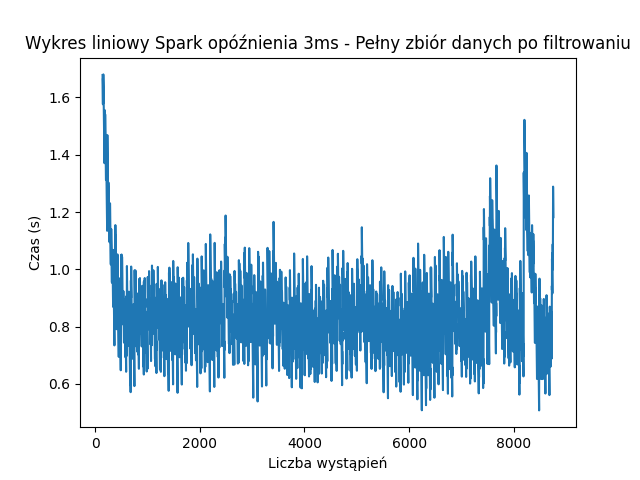 Wykres liniowy Spark opóźnienia 3ms - Pełny zbiór danych po filtrowaniu
1.6
1.4
1.2
1.0
0.8
0.6
Czas (s)
0 2000 4000 6000 8000
Liczba wystąpień